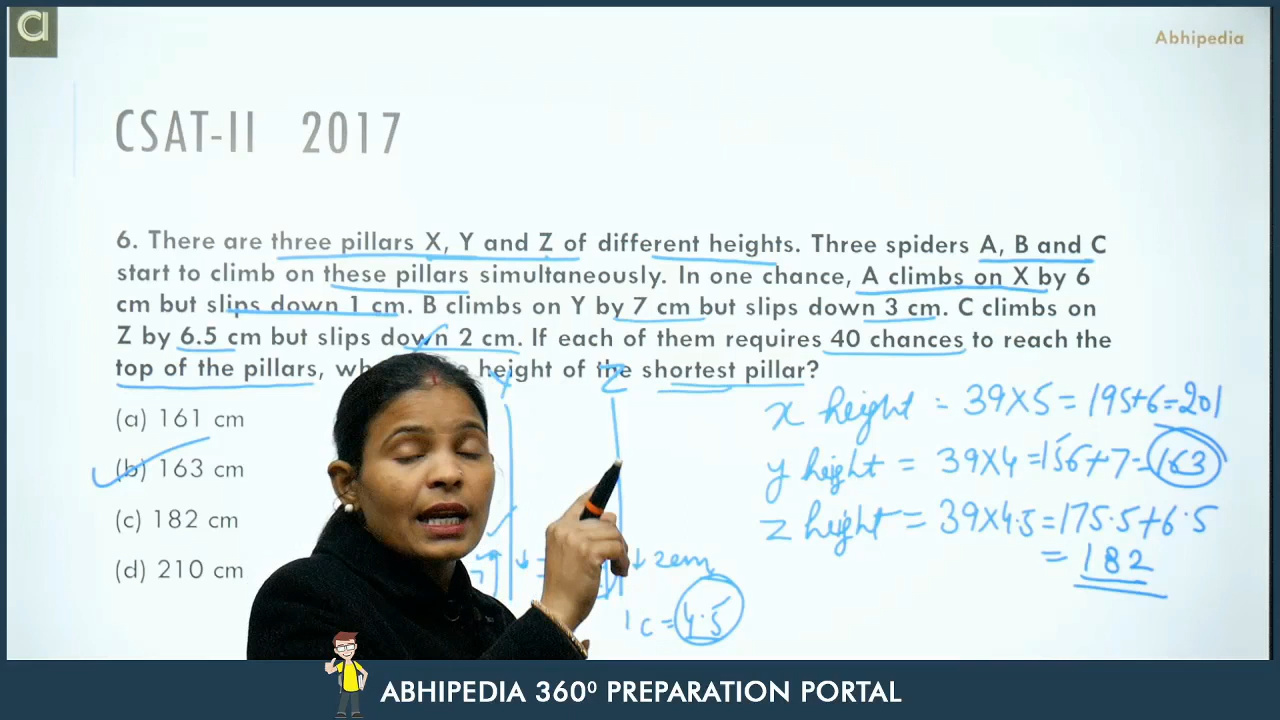 a
Abhipedia
CSAT-II 2017
6. There are three pillars X, Y and Z of different heights. Three spiders A, B and C
start to climb on these pillars simultaneously. In one chance, A climbs on X by 6
cm but slips down 1 cm. B climbs on Y by 7 cm but slips down 3 cm. C climbs on
Z by 6.5 cm but slips down 2 cm. If each of them requires 40 chances to reach the
top of the pillars, height of the shortest pillar?
(a) 161 cm
(b) 163 cm
(c) 182 cm
(d) 210 cm
Y Z
x height = 39×5 = 195+6=201
y height = 39×4 =156+7=163
z height = 39×4.5=175.5+6.5
= 182
2cm
1c = 4.5
ABHIPEDIA 360⁰ PREPARATION PORTAL